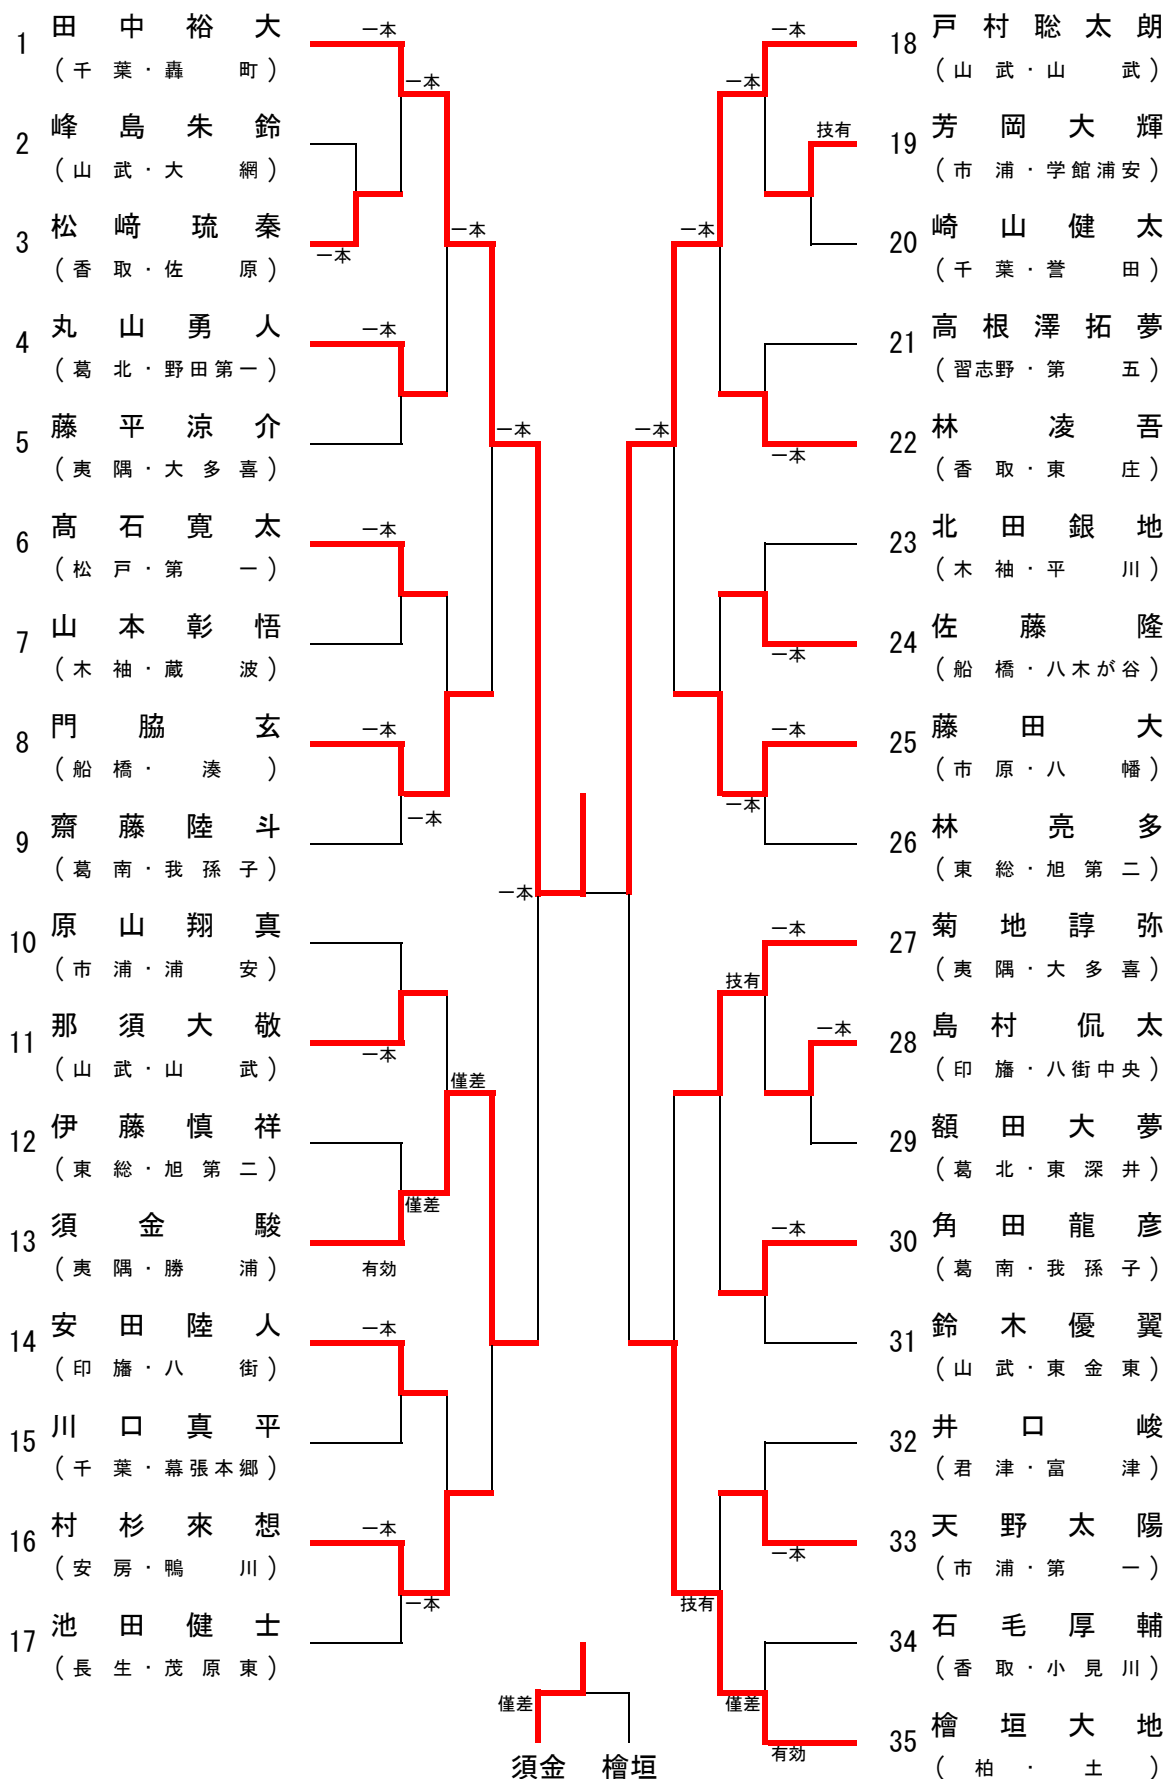 1 田中裕大
(千葉・轟町)
2 峰島朱鈴
(山武・大網)
3 松﨑琉秦
(香取・佐原)
4 丸山勇人
(葛北・野田第一)
5 藤平涼介
(夷隅・大多喜)
6 髙石寛太
(松戸・第一)
7 山本彰悟
(木袖・蔵波)
8 門脇玄
(船橋・湊)
9 齋藤陸斗
(葛南・我孫子)
10 原山翔真
(市浦・浦安)
11 那須大敬
(山武・山武)
12 伊藤慎祥
(東総・旭第二)
13 須金駿
(夷隅・勝浦)
14 安田陸人
(印旛・八街)
15 川口真平
(千葉・幕張本郷)
16 村杉來想
(安房・鴨川)
17 池田健士
(長生・茂原東)
一本
一本
一本
一本
一本
一本
一本
一本
一本
一本
一本
僅差
僅差
有効
一本
一本
一本
僅差
須金 檜垣
一本
一本
技有
一本
一本
一本
一本
一本
一本
一本
技有
一本
一本
一本
技有
僅差
有効
18 戸村聡太朗
(山武・山武)
19 芳岡大輝
(市浦・学館浦安)
20 崎山健太
(千葉・誉田)
21 高根澤拓夢
(習志野・第五)
22 林凌吾
(香取・東庄)
23 北田銀地
(木袖・平川)
24 佐藤隆
(船橋・八木が谷)
25 藤田大
(市原・八幡)
26 林亮多
(東総・旭第二)
27 菊地諄弥
(夷隅・大多喜)
28 島村侃太
(印旛・八街中央)
29 額田大夢
(葛北・東深井)
30 角田龍彦
(葛南・我孫子)
31 鈴木優翼
(山武・東金東)
32 井口峻
(君津・富津)
33 天野太陽
(市浦・第一)
34 石毛厚輔
(香取・小見川)
35 檜垣大地
(柏・土)